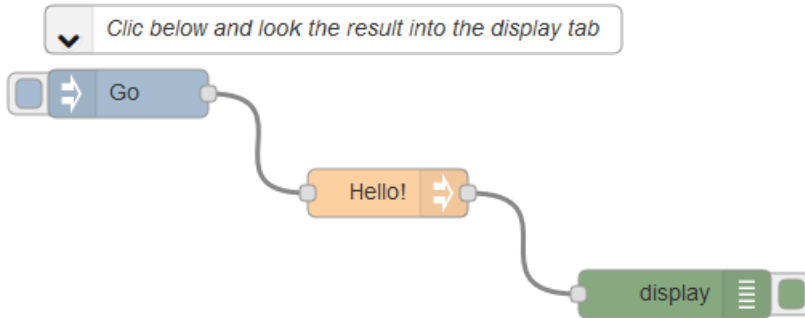 Clic below and look the result into the display tab
Go
Hello!
display